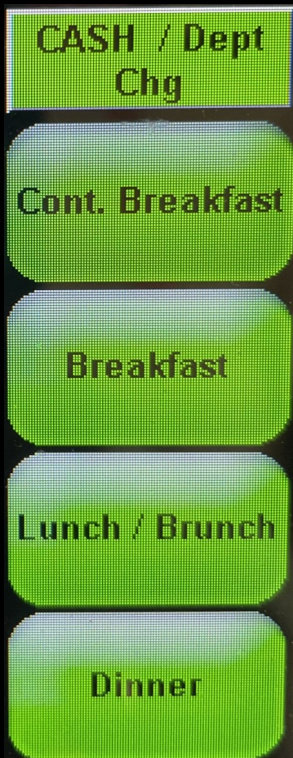 CASH / Dept
Chg
Cont. Breakfast
Breakfast
Lunch / Brunch
Dinner